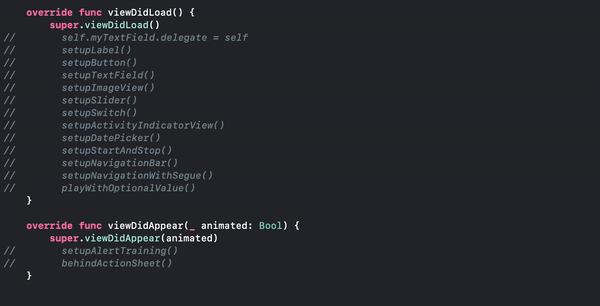 override func viewDidLoad() {
super.viewDidLoad()
// self.myTextField.delegate = self
// setupLabel()
// setupButton()
// setupTextField()
// setupImageView()
// setupSlider()
// setupSwitch()
// setupActivityIndicatorView()
// setupDatePicker()
// setupStartAndStop()
// setupNavigationBar()
// setupNavigationWithSegue()
// playWithOptionalValue()
}
override func viewDidAppear(_ animated: Bool) {
super.viewDidAppear(animated)
// setupAlertTraining()
// behindActionSheet()
}